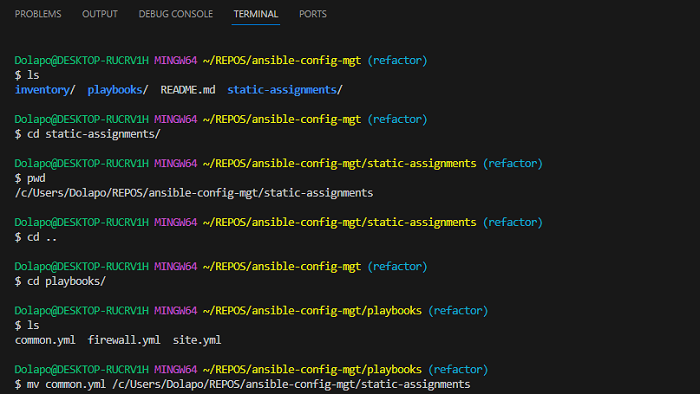 PROBLEMS OUTPUT DEBUG CONSOLE TERMINAL PORTS
Dolapo@DESKTOP-RUCRV1H MINGW64 ~/REPOS/ansible-config-mgt (refactor)
$ ls
inventory/ playbooks/ README.md static-assignments/
Dolapo@DESKTOP-RUCRV1H MINGW64 ~/REPOS/ansible-config-mgt (refactor)
$ cd static-assignments/
Dolapo@DESKTOP-RUCRV1H MINGW64 ~/REPOS/ansible-config-mgt/static-assignments (refactor)
$ pwd
/c/Users/Dolapo/REPOS/ansible-config-mgt/static-assignments
Dolapo@DESKTOP-RUCRV1H MINGW64 ~/REPOS/ansible-config-mgt/static-assignments (refactor)
$ cd ..
Dolapo@DESKTOP-RUCRV1H MINGW64 ~/REPOS/ansible-config-mgt (refactor)
$ cd playbooks/
Dolapo@DESKTOP-RUCRV1H MINGW64 ~/REPOS/ansible-config-mgt/playbooks (refactor)
$ ls
common.yml firewall.yml site.yml
Dolapo@DESKTOP-RUCRV1H MINGW64 ~/REPOS/ansible-config-mgt/playbooks (refactor)
$ mv common.yml /c/Users/Dolapo/REPOS/ansible-config-mgt/static-assignments